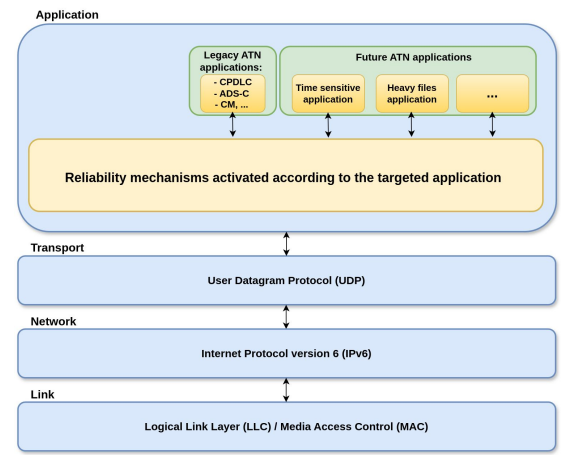 Application
Legacy ATN
applications:
- CPDLC
- ADS-C
- CM, ...
Future ATN applications
Time sensitive
application
Heavy files
application
...
Reliability mechanisms activated according to the targeted application
Transport
User Datagram Protocol (UDP)
Network
Internet Protocol version 6 (IPv6)
Link
Logical Link Layer (LLC) / Media Access Control (MAC)